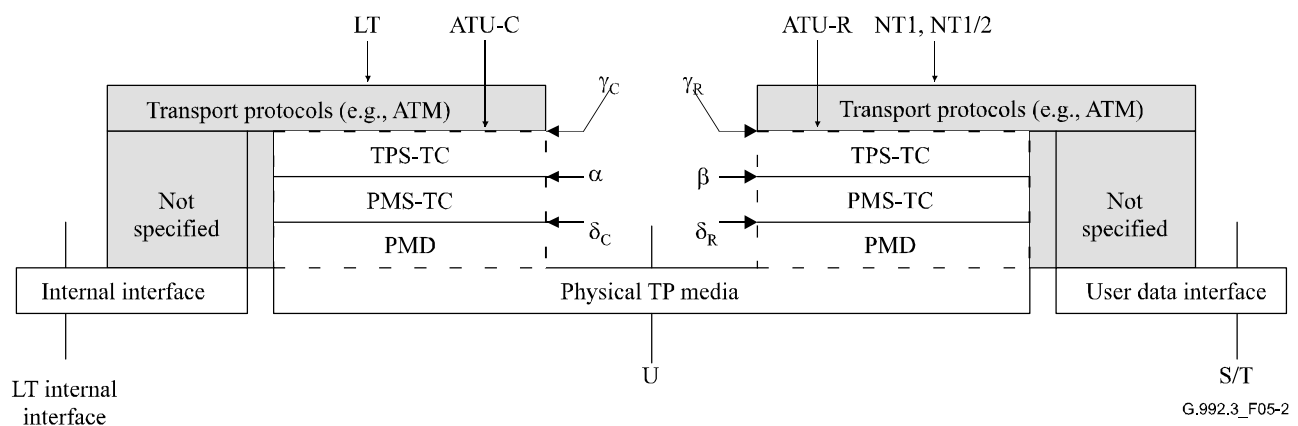 LT
ATU-C
ATU-R
NT1, NT1/2
γC
γR
Transport protocols (e.g., ATM)
Transport protocols (e.g., ATM)
TPS-TC
TPS-TC
α
β
Not
specified
PMS-TC
PMS-TC
Not
specified
δC
δR
PMD
PMD
Internal interface
Physical TP media
User data interface
LT internal
interface
U
S/T
G.992.3_F05-2